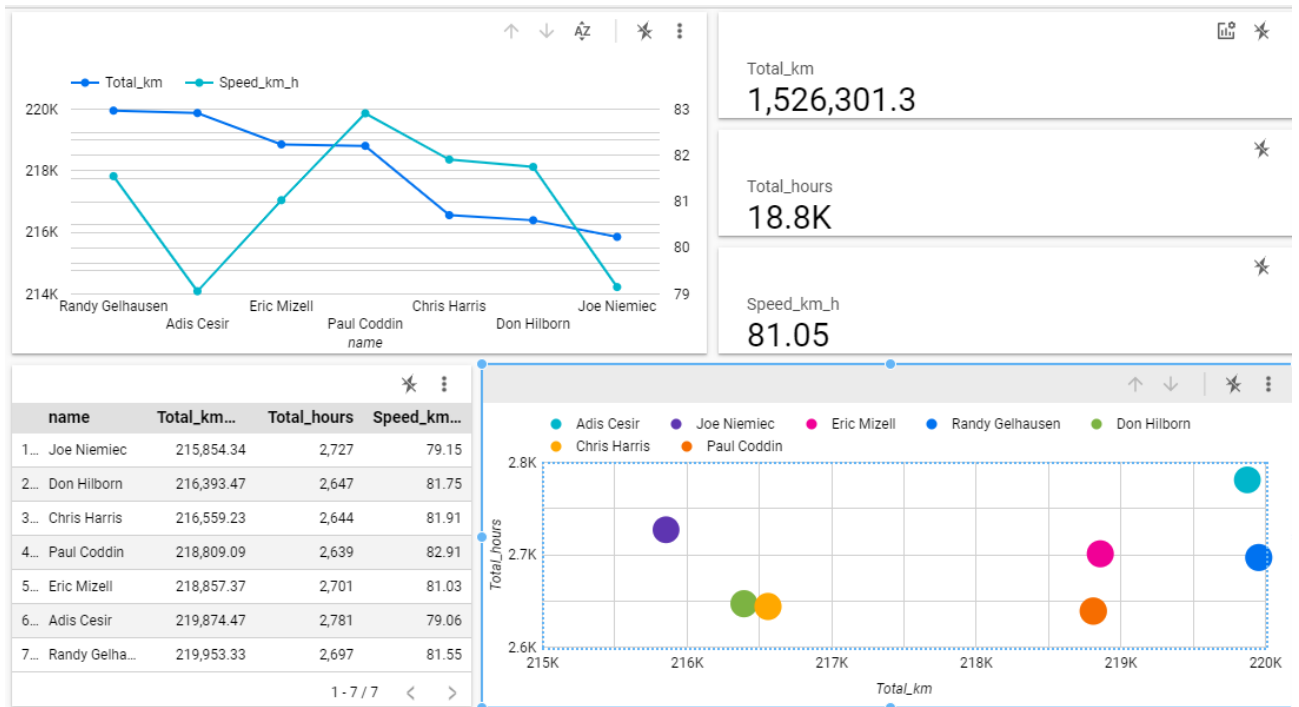 Total_km Speed_km_h
220K 83
82
218K
81
216K
80
214K 79
Randy Gelhausen Eric Mizell Chris Harris Joe Niemiec
Adis Cesir Paul Coddin Don Hilborn
name
Total_km
1,526,301.3
Total_hours
18.8K
Speed_km_h
81.05
name Total_km... Total_hours Speed_km...
1... Joe Niemiec 215,854.34 2,727 79.15
2... Don Hilborn 216,393.47 2,647 81.75
3... Chris Harris 216,559.23 2,644 81.91
4... Paul Coddin 218,809.09 2,639 82.91
5... Eric Mizell 218,857.37 2,701 81.03
6... Adis Cesir 219,874.47 2,781 79.06
7... Randy Gelha... 219,953.33 2,697 81.55
1 - 7 / 7
Adis Cesir Joe Niemiec Eric Mizell Randy Gelhausen Don Hilborn
Chris Harris Paul Coddin
2.8K
2.7K
2.6K
Total_hours
215K 216K 217K 218K 219K 220K
Total_km